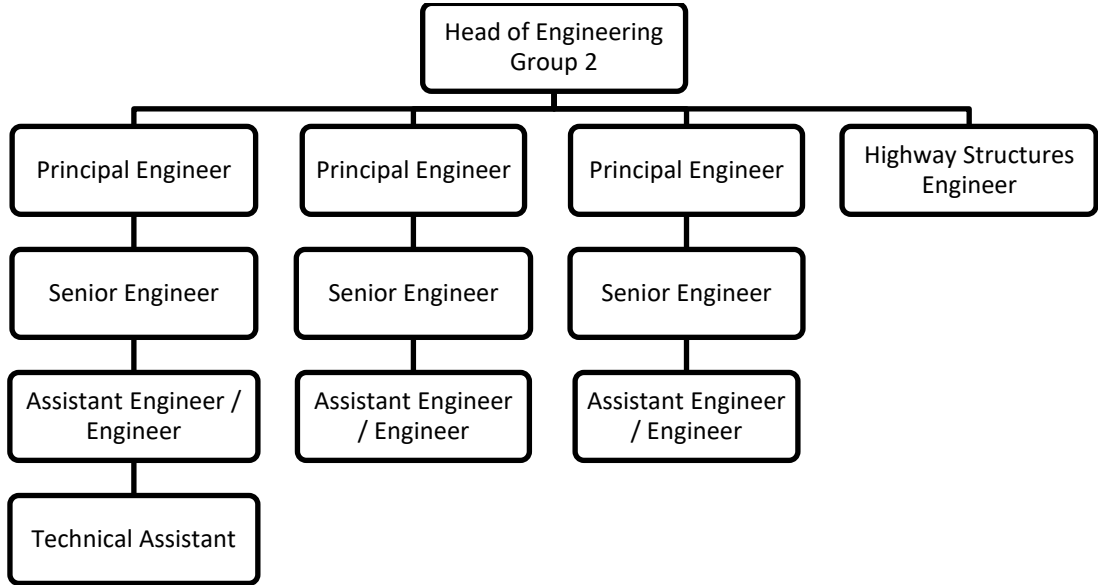 Head of Engineering
Group 2
Principal Engineer
Principal Engineer
Principal Engineer
Highway Structures
Engineer
Senior Engineer
Senior Engineer
Senior Engineer
Assistant Engineer /
Engineer
Assistant Engineer
/ Engineer
Assistant Engineer
/ Engineer
Technical Assistant